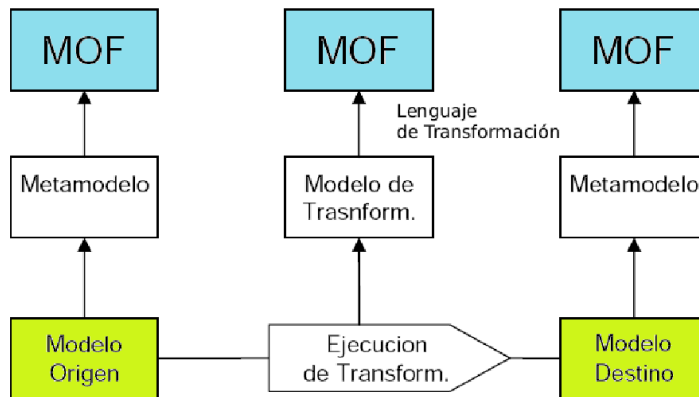 MOF
MOF
MOF
Lenguaje
de Transformación
Metamodelo
Modelo de
Trasnform.
Metamodelo
Modelo
Origen
Ejecucion
de Transform.
Modelo
Destino